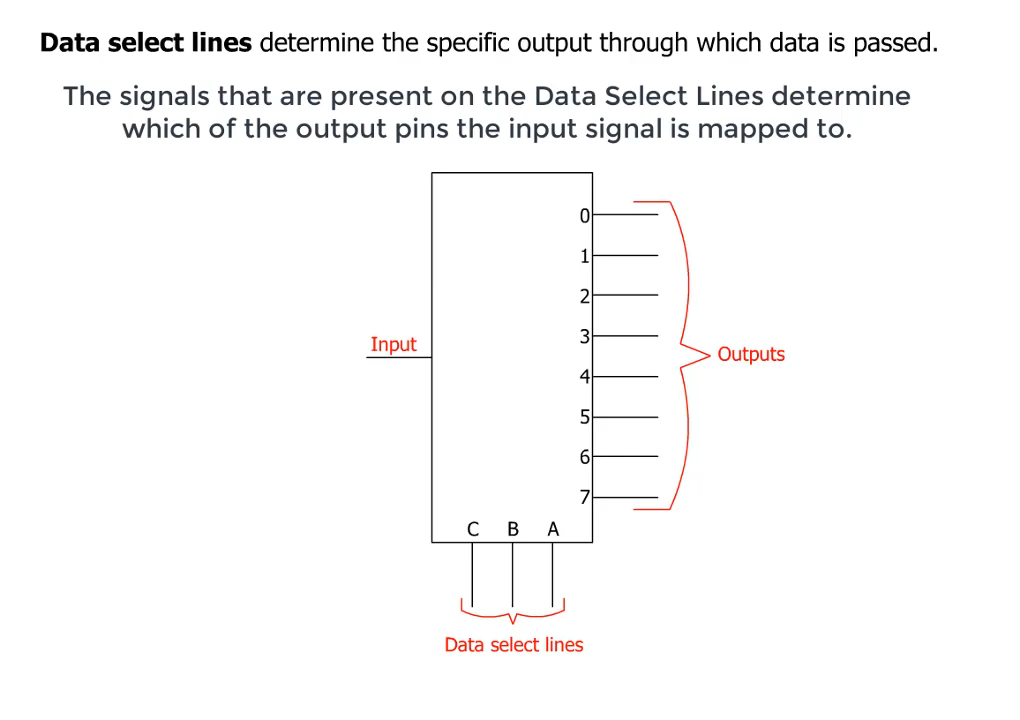 Data select lines determine the specific output through which data is passed.
The signals that are present on the Data Select Lines determine
which of the output pins the input signal is mapped to.
0
1
2
3
Input
Outputs
4
5
6
7
C B A
Data select lines